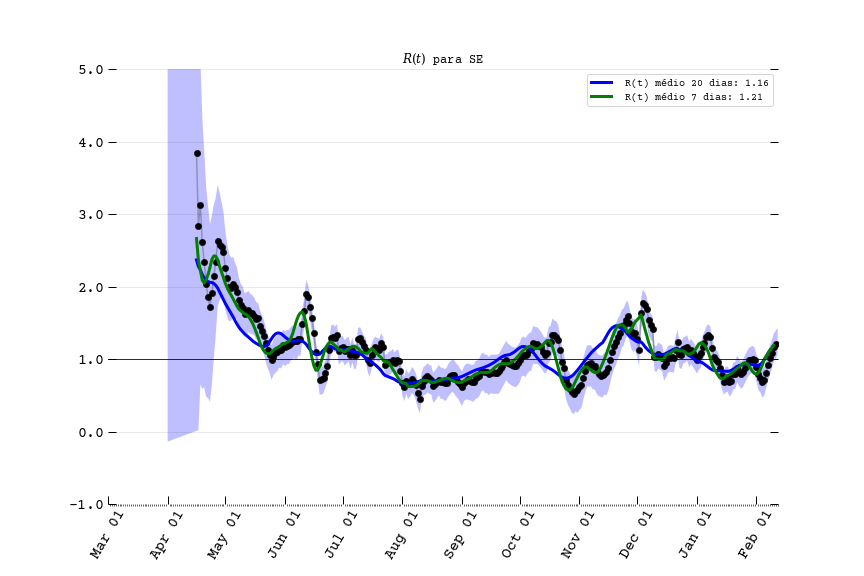 R(t) para SE
R(t) médio 20 dias: 1.16
R(t) médio 7 dias: 1.21
5.0
4.0
3.0
2.0
1.0
0.0
-1.0
Mar 01
Apr 01
May 01
Jun 01
Jul 01
Aug 01
Sep 01
Oct 01
Nov 01
Dec 01
Jan 01
Feb 01